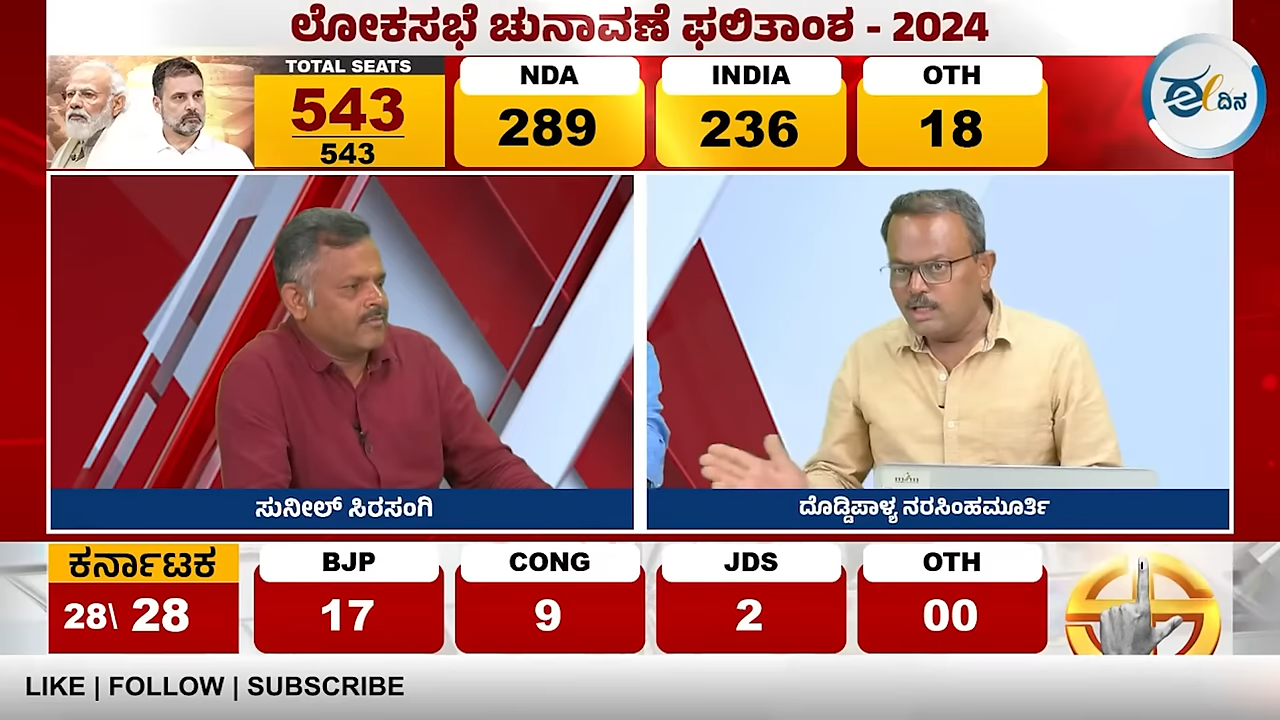 ಲೋಕಸಭೆ ಚುನಾವಣೆ ಫಲಿತಾಂಶ - 2024
TOTAL SEATS
543
543
NDA
289
INDIA
236
OTH
18
ಈದಿನ
ಸುನೀಲ್ ಸಿರಸಂಗಿ
ದೊಡ್ಡಿಪಾಳ್ಯ ನರಸಿಂಹಮೂರ್ತಿ
ಕರ್ನಾಟಕ
28\ 28
BJP
17
CONG
9
JDS
2
OTH
00
LIKE | FOLLOW | SUBSCRIBE